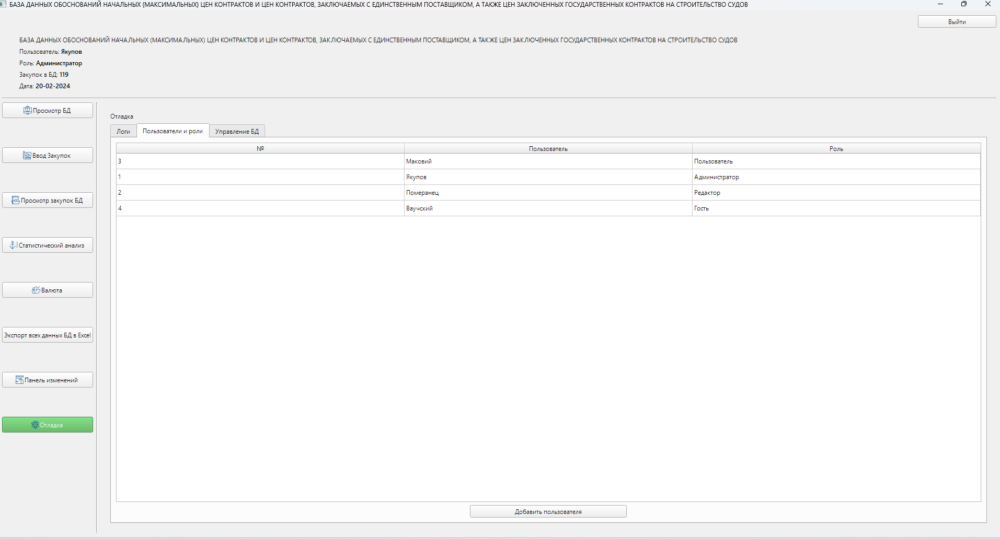 БАЗА ДАННЫХ ОБОСНОВАНИЙ НАЧАЛЬНЫХ (МАКСИМАЛЬНЫХ) ЦЕН КОНТРАКТОВ И ЦЕН КОНТРАКТОВ, ЗАКЛЮЧАЕМЫХ С ЕДИНСТВЕННЫМ ПОСТАВЩИКОМ, А ТАКЖЕ ЦЕН ЗАКЛЮЧЕННЫХ ГОСУДАРСТВЕННЫХ КОНТРАКТОВ НА СТРОИТЕЛЬСТВО СУДОВ
Выйти
БАЗА ДАННЫХ ОБОСНОВАНИЙ НАЧАЛЬНЫХ (МАКСИМАЛЬНЫХ) ЦЕН КОНТРАКТОВ И ЦЕН КОНТРАКТОВ, ЗАКЛЮЧАЕМЫХ С ЕДИНСТВЕННЫМ ПОСТАВЩИКОМ, А ТАКЖЕ ЦЕН ЗАКЛЮЧЕННЫХ ГОСУДАРСТВЕННЫХ КОНТРАКТОВ НА СТРОИТЕЛЬСТВО СУДОВ
Пользователь: Якупов
Роль: Администратор
Закупок в БД: 119
Дата: 20-02-2024
Просмотр БД
Ввод Закупок
Просмотр закупок БД
Статистический анализ
Валюта
Экспорт всех данных БД в Excel
Панель изменений
Отладка
Отладка
Логи Пользователи и роли Управление БД
№ Пользователь Роль
3 Маковий Пользователь
1 Якупов Администратор
2 Померанец Редактор
4 Ваучский Гость
Добавить пользователя